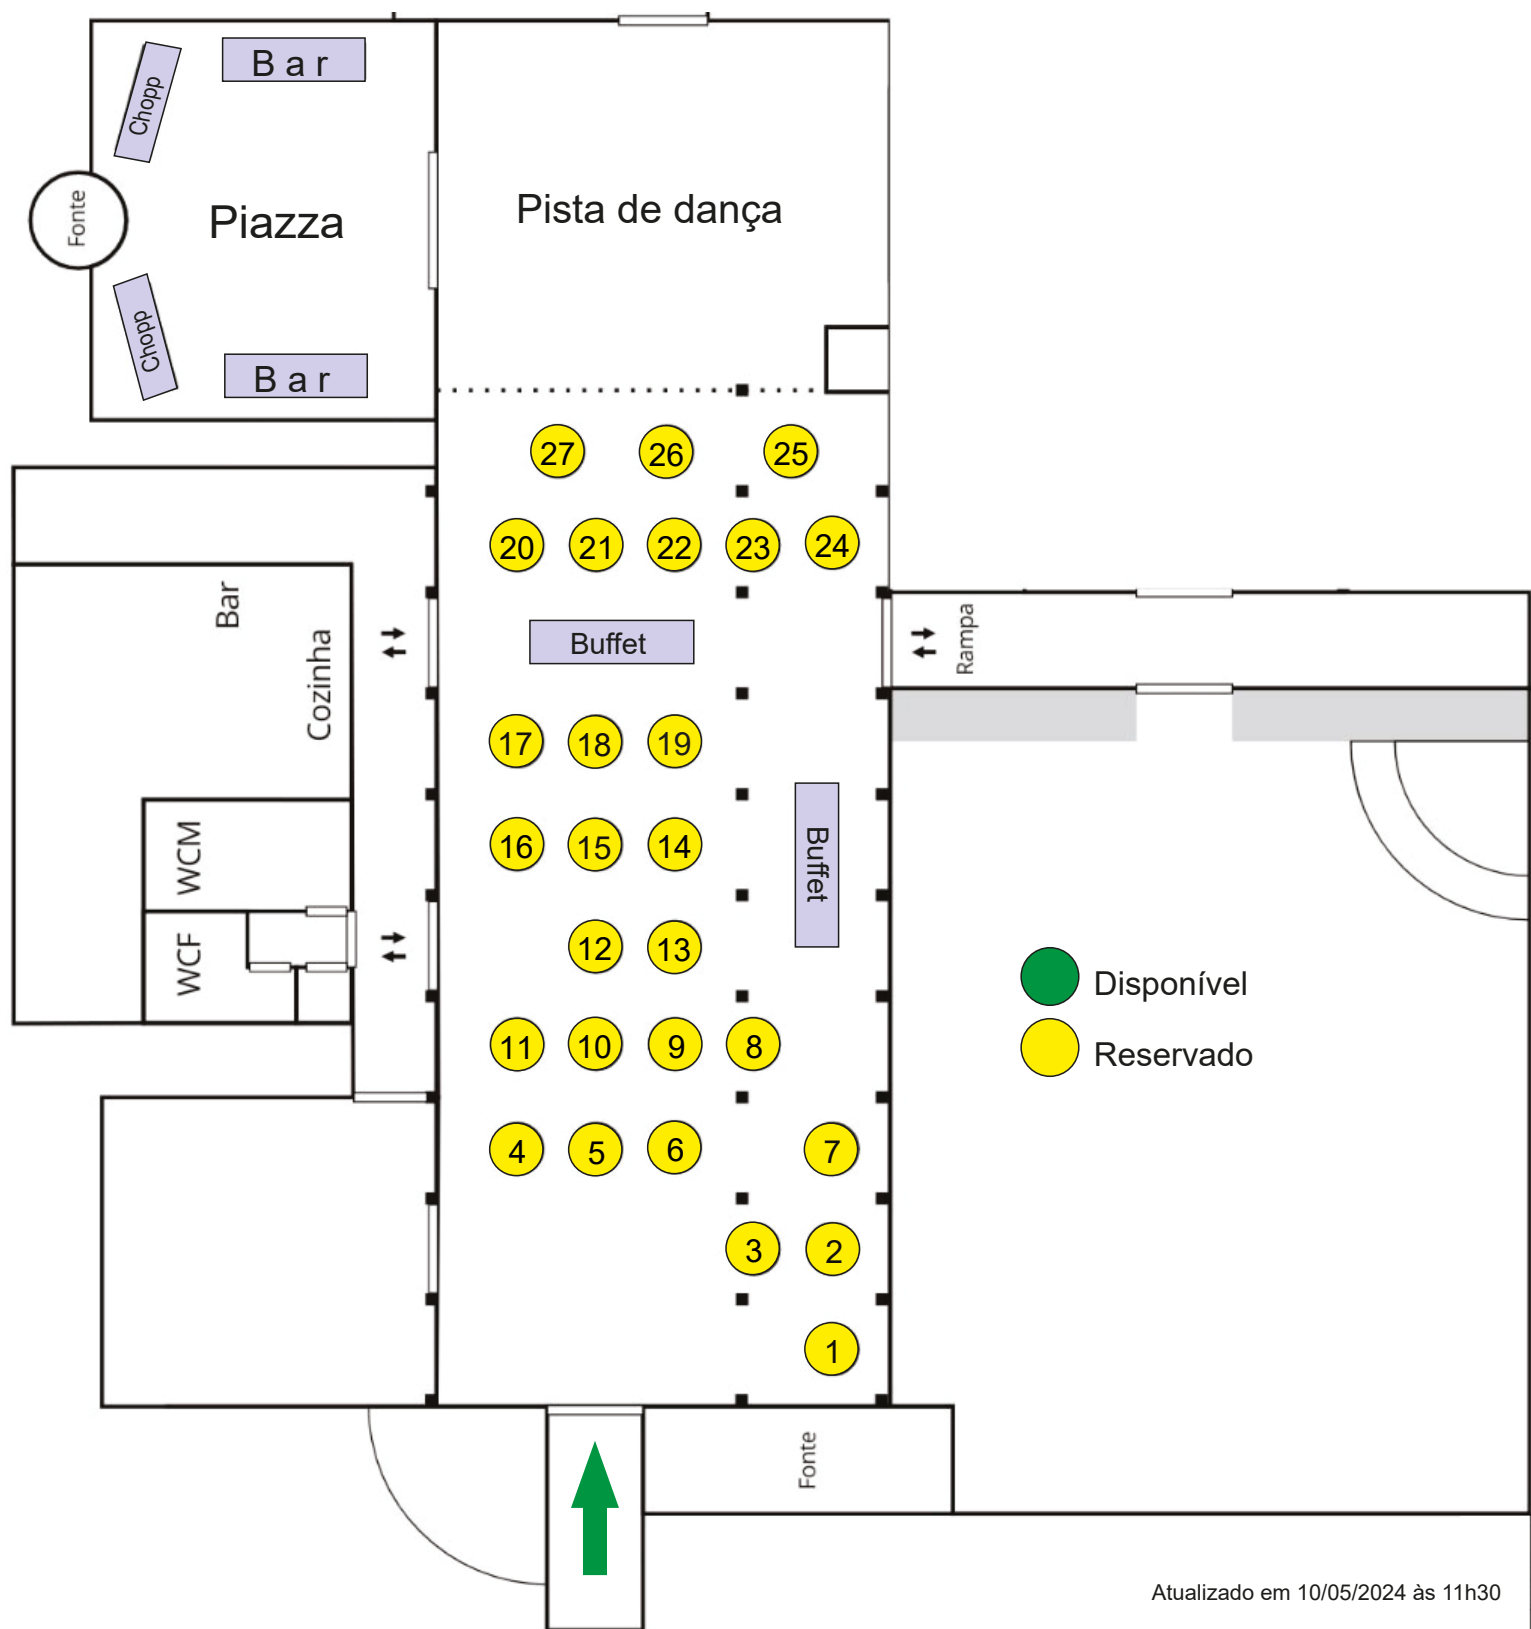 Chopp
B a r
Fonte
Piazza
Pista de dança
Chopp
B a r
27
26
25
20
21
22
23
24
Bar
Cozinha
Buffet
Rampa
17
18
19
WCM
16
15
14
Buffet
WCF
12
13
Disponível
11
10
9
8
Reservado
4
5
6
7
3
2
1
Fonte
Atualizado em 10/05/2024 às 11h30